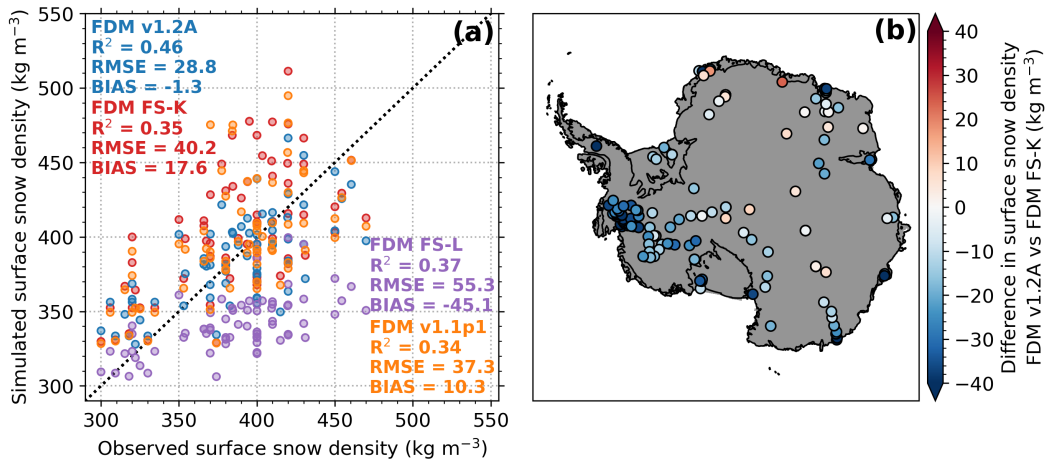 (a)
FDM v1.2A
R² = 0.46
RMSE = 28.8
BIAS = -1.3
FDM FS-K
R² = 0.35
RMSE = 40.2
BIAS = 17.6
FDM FS-L
R² = 0.37
RMSE = 55.3
BIAS = -45.1
FDM v1.1p1
R² = 0.34
RMSE = 37.3
BIAS = 10.3
550
500
450
400
350
300
Simulated surface snow density (kg m⁻³)
300 350 400 450 500 550
Observed surface snow density (kg m⁻³)
(b)
40
30
20
10
0
−10
−20
−30
−40
Difference in surface snow density
FDM v1.2A vs FDM FS-K (kg m⁻³)